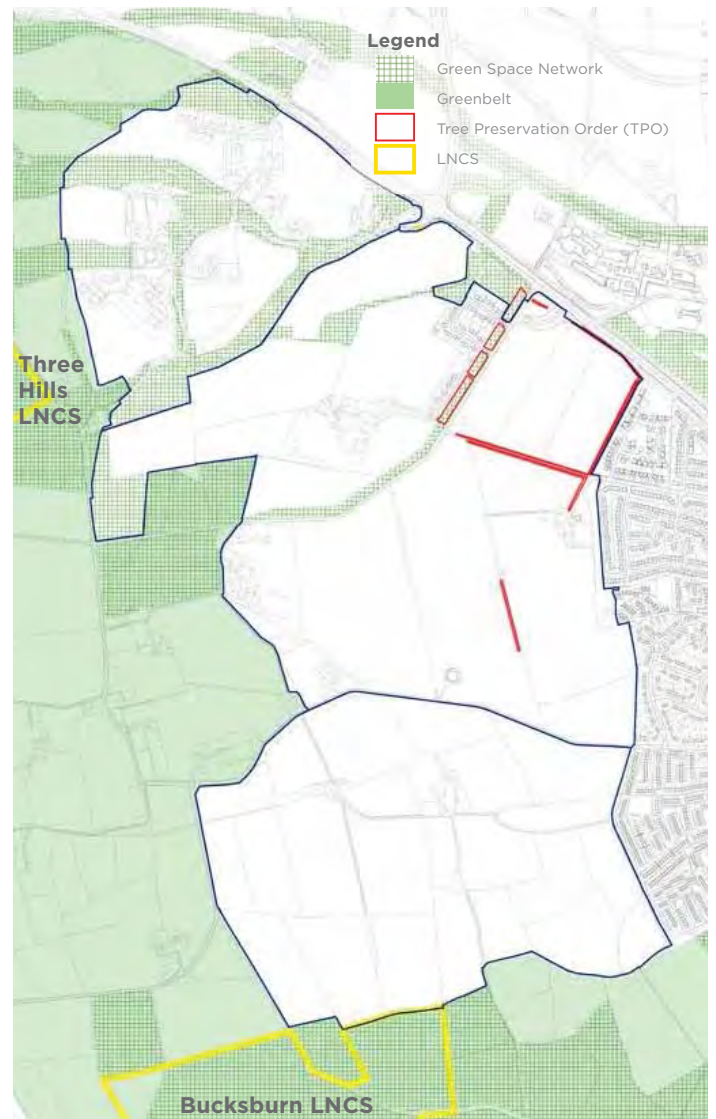 Legend
Green Space Network
Greenbelt
Tree Preservation Order (TPO)
LNCS
Three
Hills
LNCS
Bucksburn LNCS